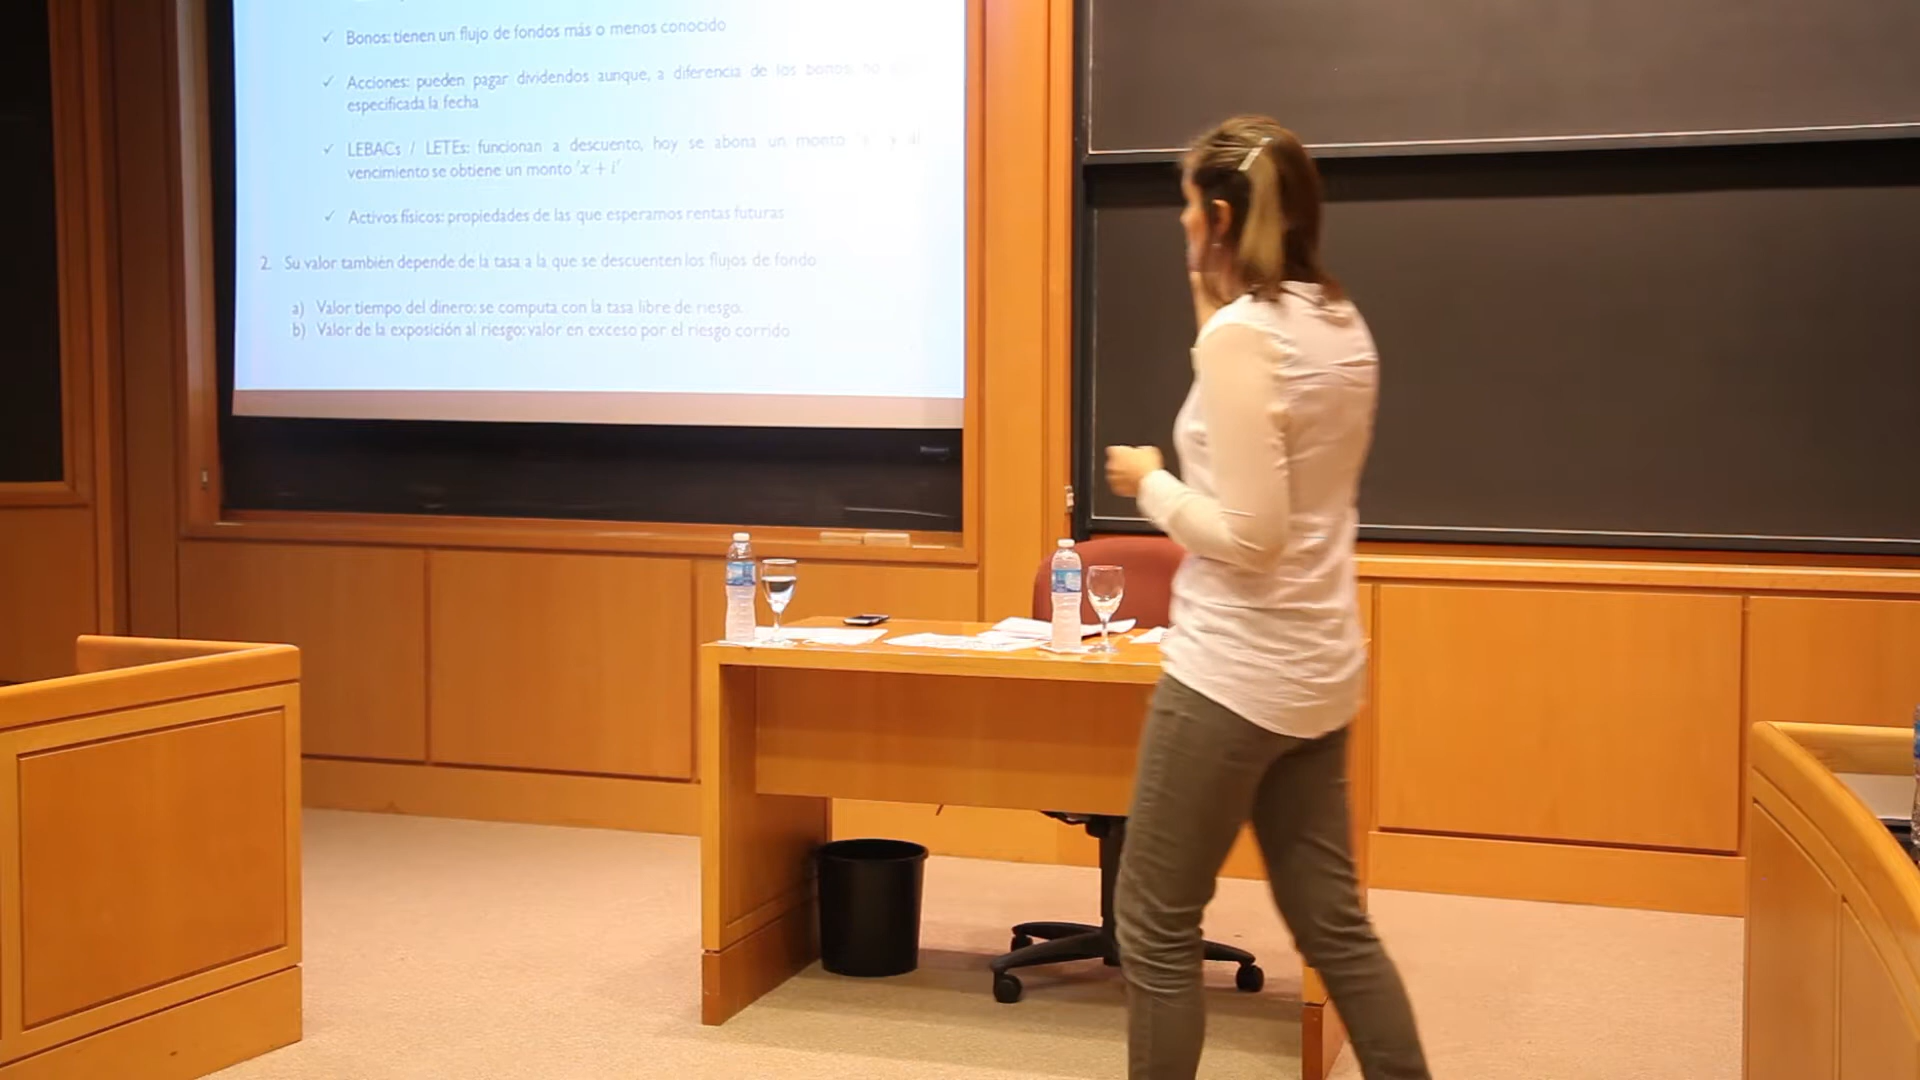 ✓ Bonos: tienen un flujo de fondos más o menos conocido
✓ Acciones: pueden pagar dividendos aunque, a diferencia de los bonos, no
especificada la fecha
✓ LEBACs / LETEs: funcionan a descuento, hoy se abona un monto 'x' y al
vencimiento se obtiene un monto 'x + i'
✓ Activos físicos: propiedades de las que esperamos rentas futuras
2. Su valor también depende de la tasa a la que se descuenten los flujos de fondo
a) Valor tiempo del dinero: se computa con la tasa libre de riesgo.
b) Valor de la exposición al riesgo: valor en exceso por el riesgo corrido